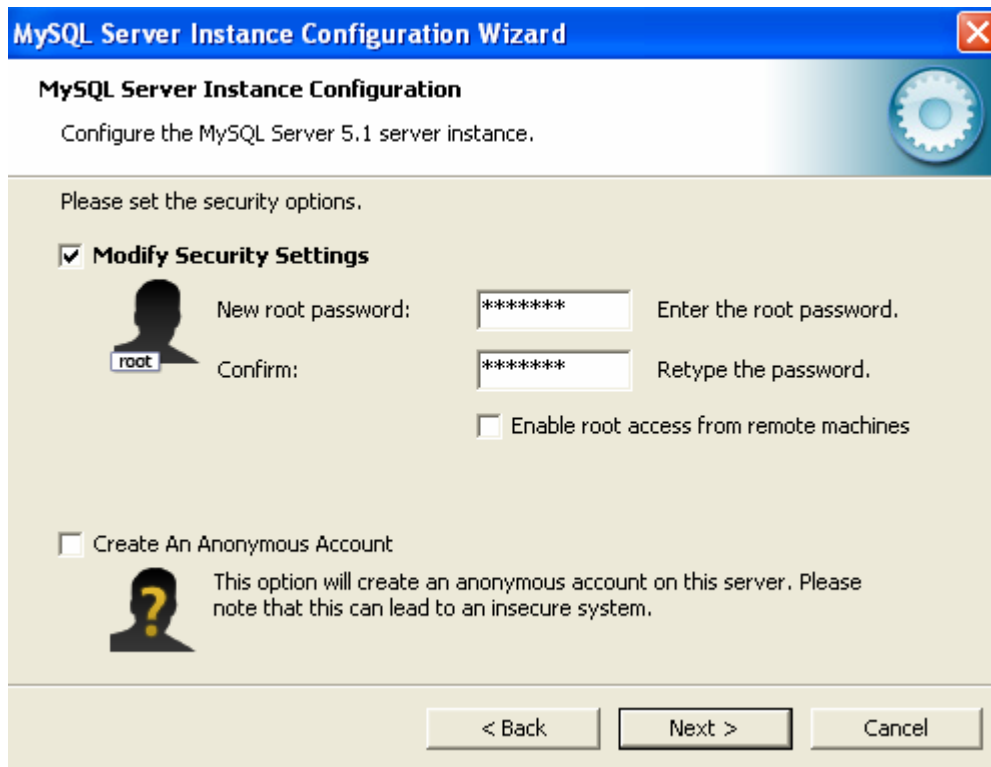 MySQL Server Instance Configuration Wizard
MySQL Server Instance Configuration
Configure the MySQL Server 5.1 server instance.
Please set the security options.
Modify Security Settings
New root password: ******* Enter the root password.
root
Confirm: ******* Retype the password.
Enable root access from remote machines
Create An Anonymous Account
?
This option will create an anonymous account on this server. Please
note that this can lead to an insecure system.
< Back Next > Cancel